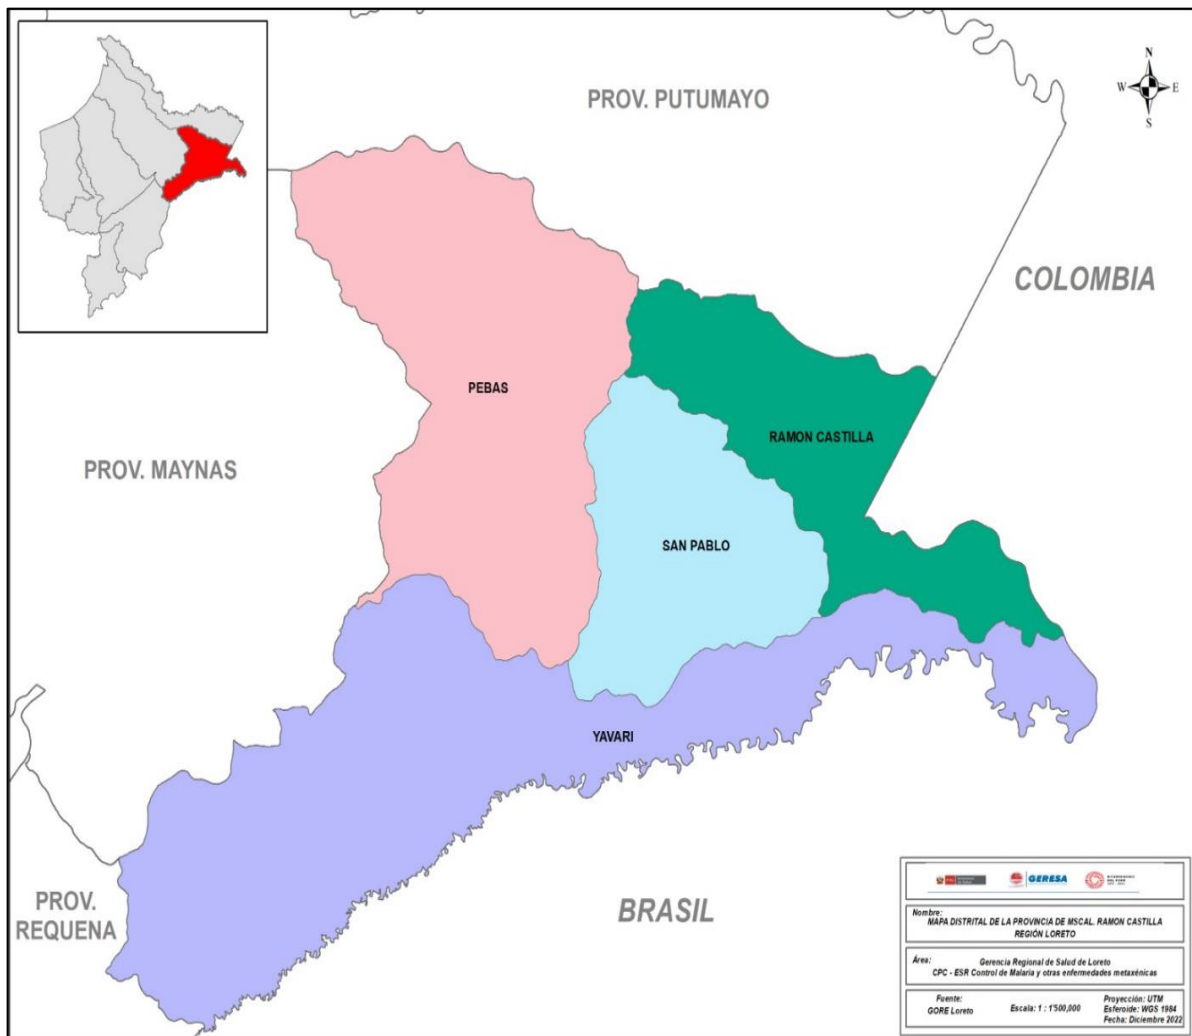 N
W E
S
PROV. PUTUMAYO
COLOMBIA
PEBAS
RAMON CASTILLA
PROV. MAYNAS
SAN PABLO
YAVARI
PROV.
REQUENA
BRASIL
GERESA
Nombre:
MAPA DISTRITAL DE LA PROVINCIA DE MSCAL. RAMON CASTILLA
REGIÓN LORETO
Área:
Gerencia Regional de Salud de Loreto
CPC - ESR Control de Malaria y otras enfermedades metaxénicas
Fuente:
GORE Loreto
Escala: 1 : 1'500,000
Proyección: UTM
Esferoide: WGS 1984
Fecha: Diciembre 2022